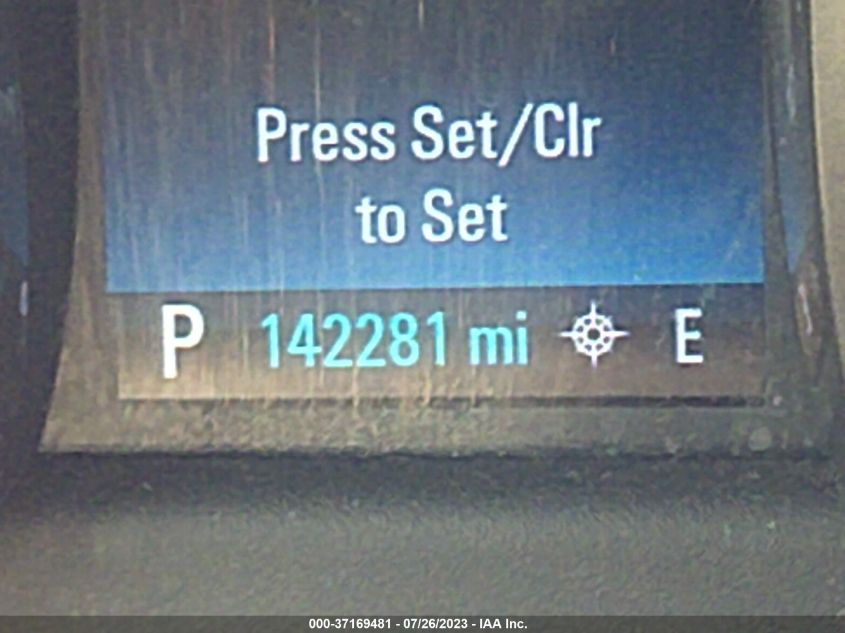 Press Set/Clr
to Set
P 142281 mi E
000-37169481 - 07/26/2023 - IAA Inc.